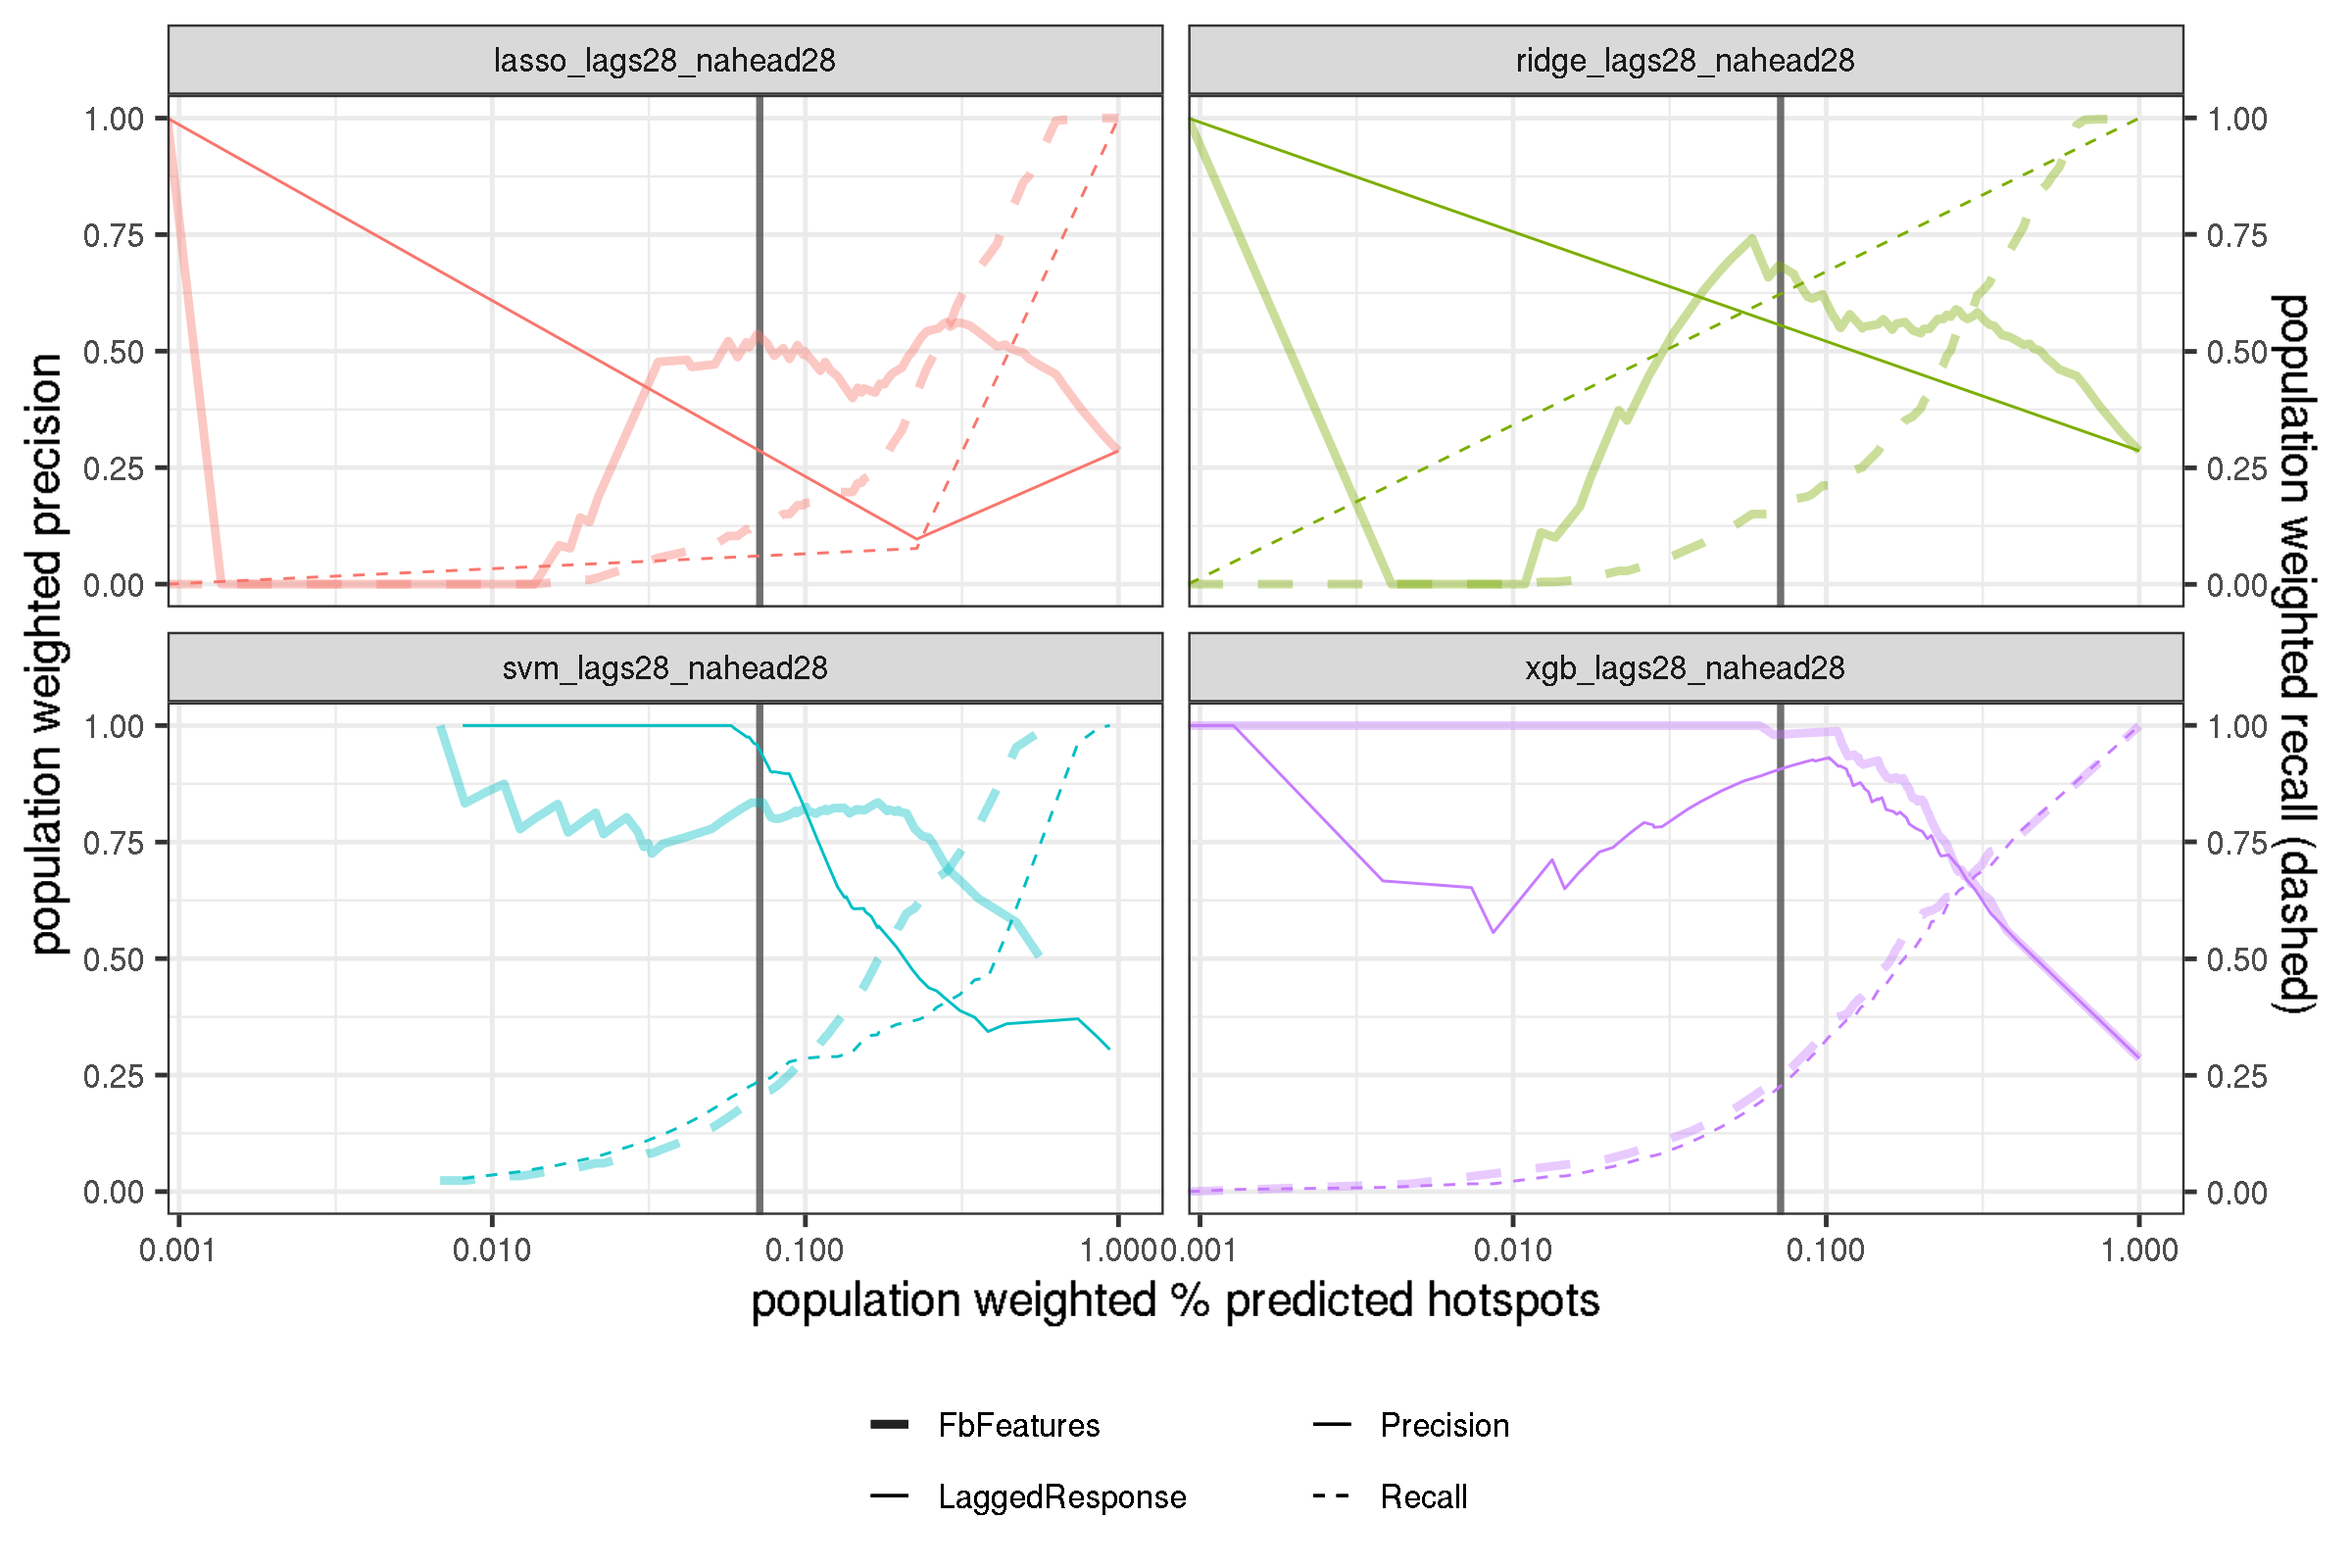 lasso_lags28_nahead28
ridge_lags28_nahead28
1.00
0.75
0.50
0.25
0.00
1.00
0.75
0.50
0.25
0.00
svm_lags28_nahead28
xgb_lags28_nahead28
1.00
0.75
0.50
0.25
0.00
1.00
0.75
0.50
0.25
0.00
population weighted precision
population weighted recall (dashed)
0.001 0.010 0.100 1.000
0.001 0.010 0.100 1.000
population weighted % predicted hotspots
FbFeatures
LaggedResponse
Precision
Recall